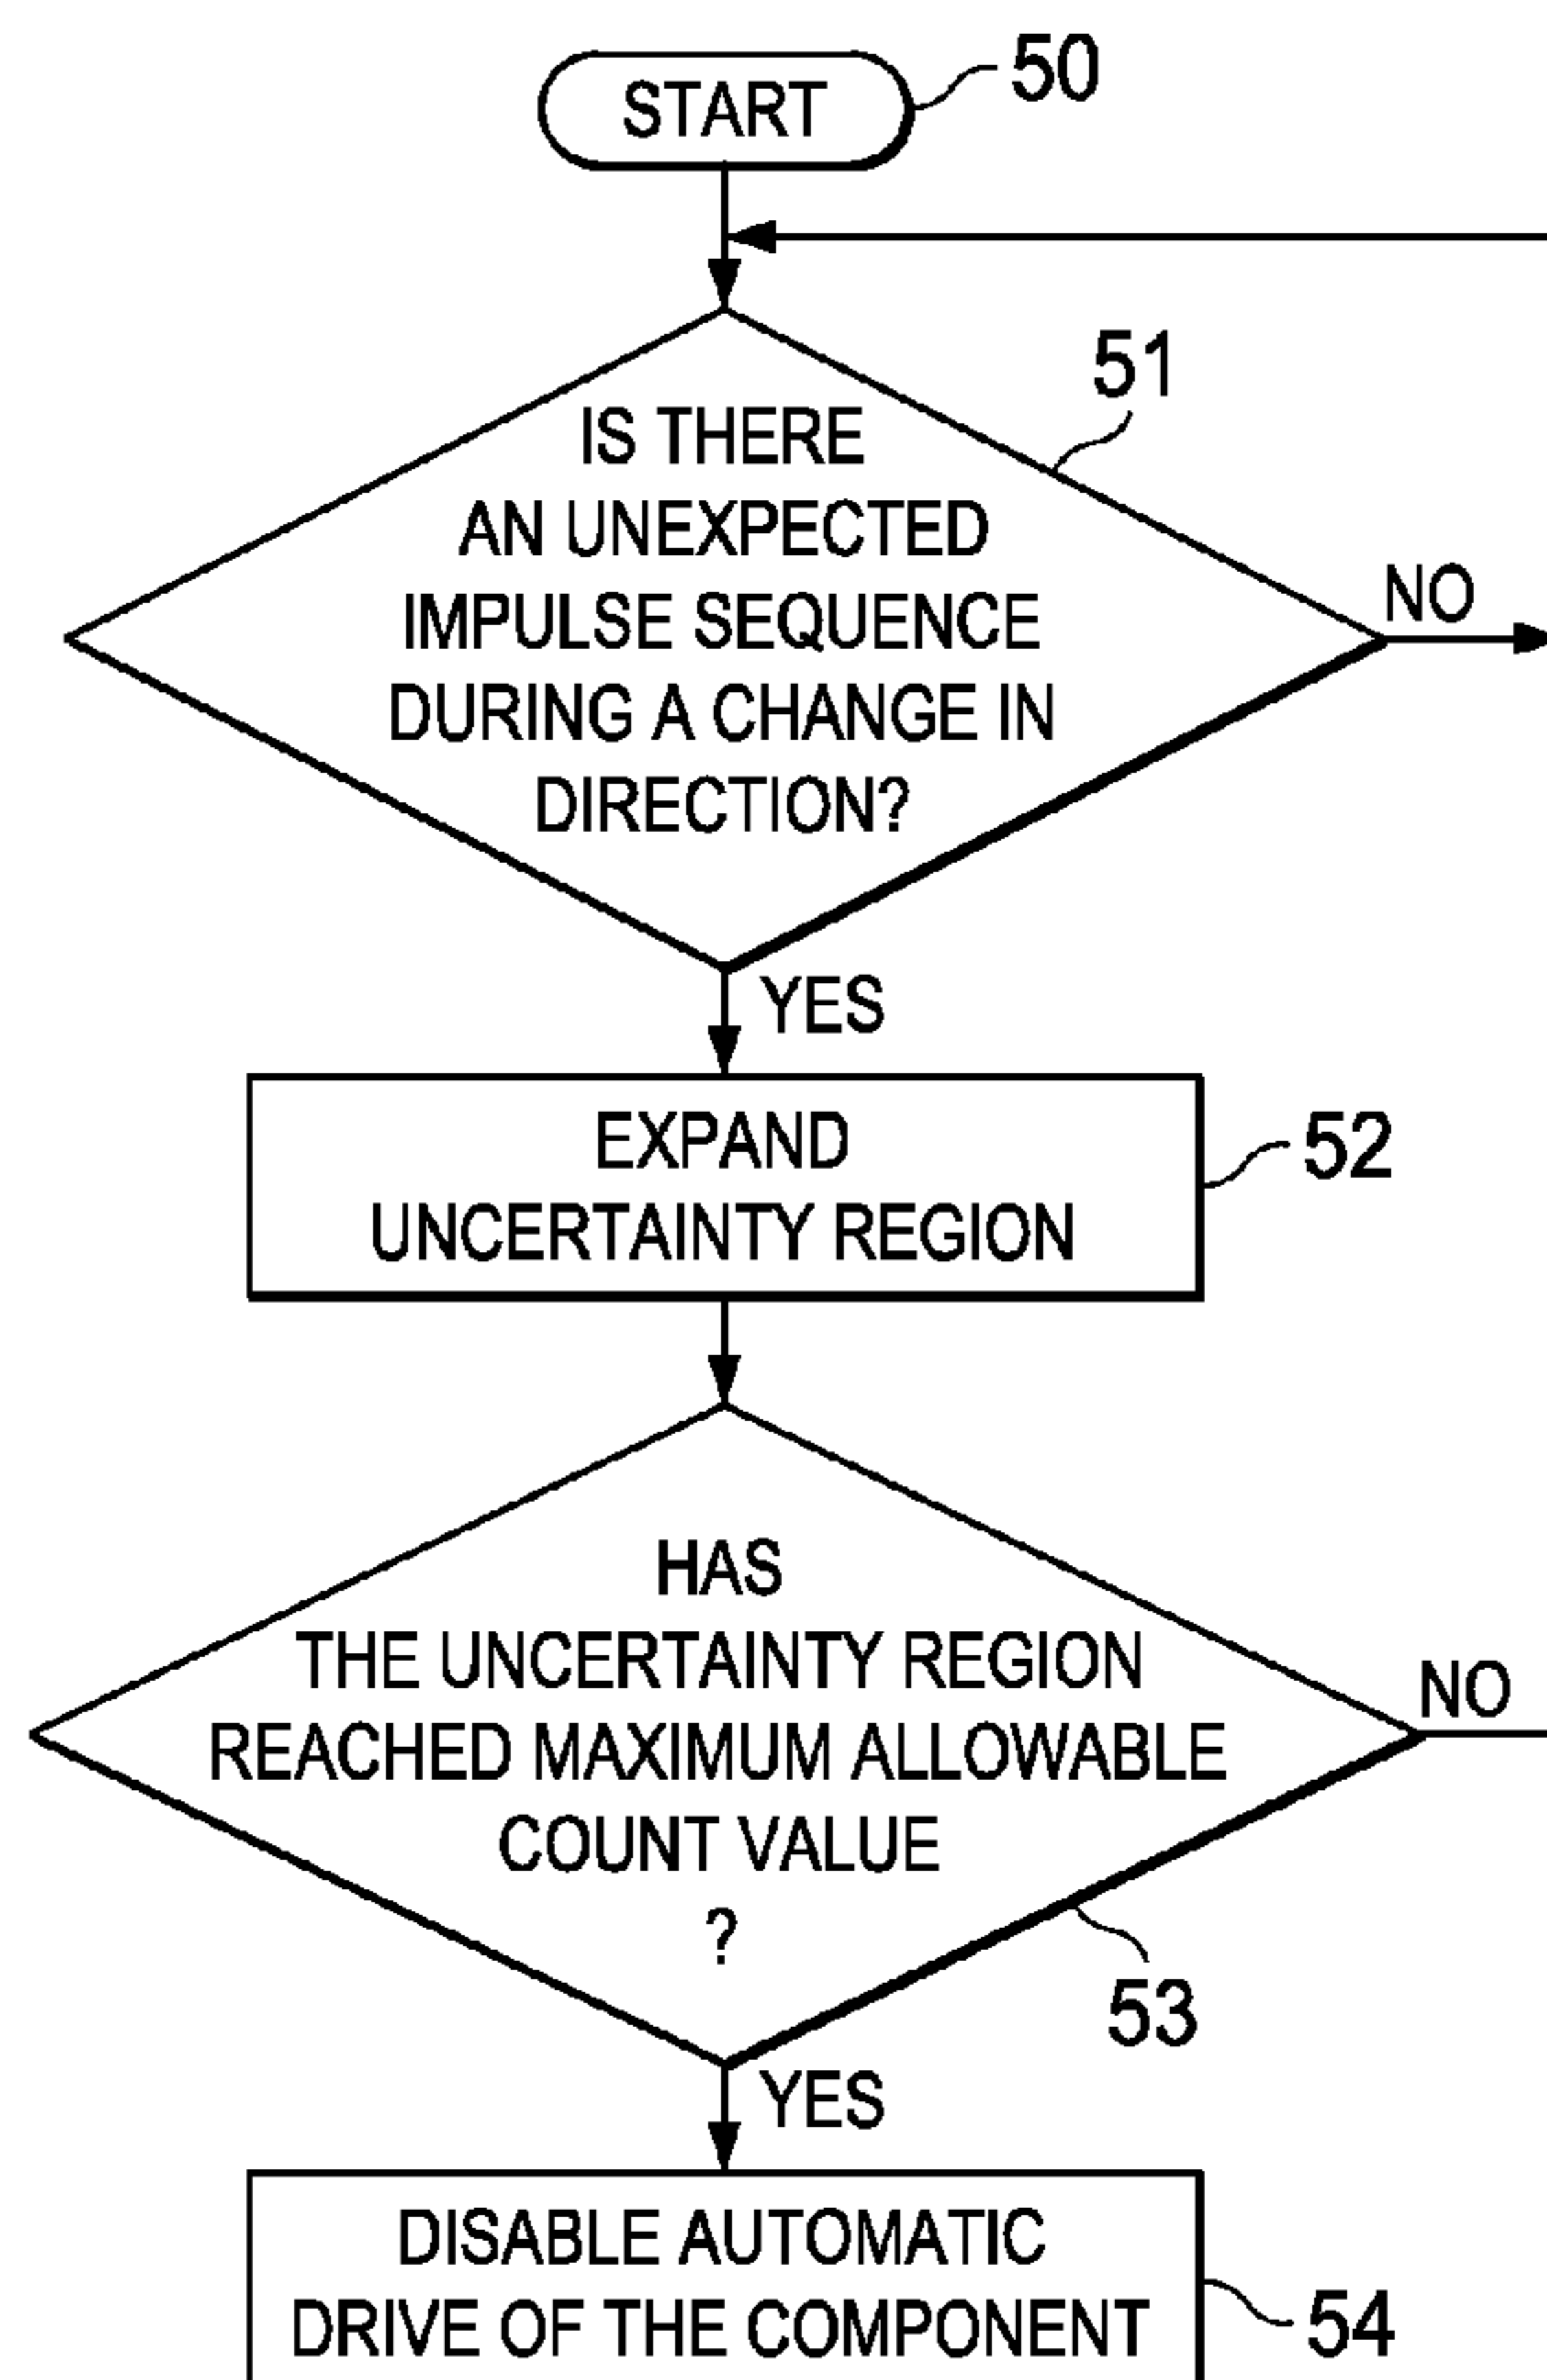 START
50
51
IS THERE
AN UNEXPECTED
IMPULSE SEQUENCE
DURING A CHANGE IN
DIRECTION?
NO
YES
EXPAND
UNCERTAINTY REGION
52
HAS
THE UNCERTAINTY REGION
REACHED MAXIMUM ALLOWABLE
COUNT VALUE
?
NO
53
YES
DISABLE AUTOMATIC
DRIVE OF THE COMPONENT
54